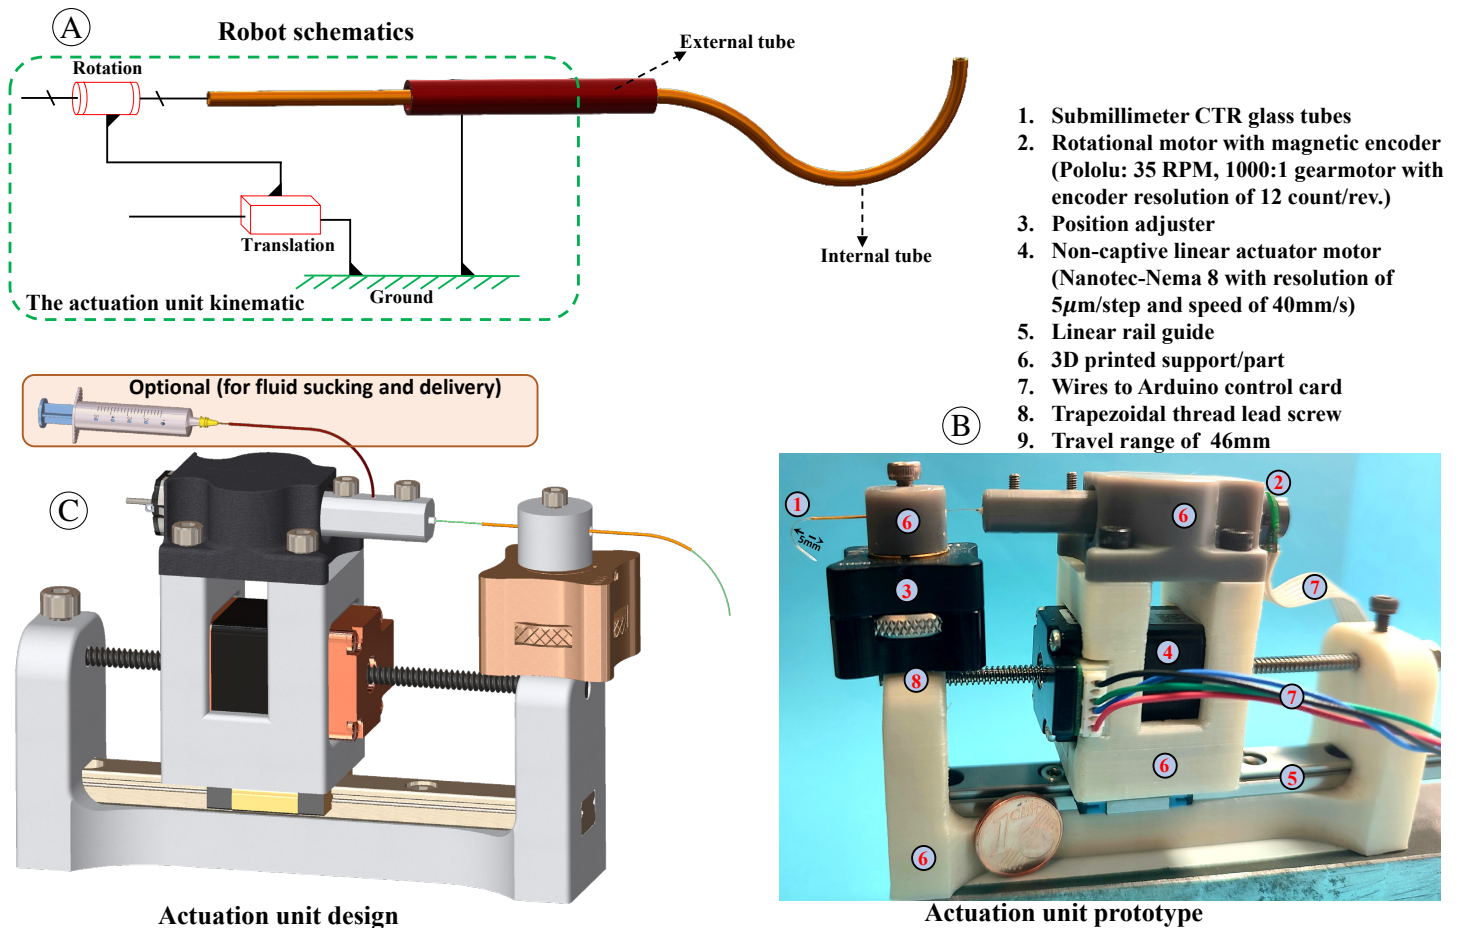 A
Robot schematics
External tube
Rotation
Translation
Internal tube
Ground
The actuation unit kinematic
1. Submillimeter CTR glass tubes
2. Rotational motor with magnetic encoder
(Pololu: 35 RPM, 1000:1 gearmotor with
encoder resolution of 12 count/rev.)
3. Position adjuster
4. Non-captive linear actuator motor
(Nanotec-Nema 8 with resolution of
5𝝁m/step and speed of 40mm/s)
5. Linear rail guide
6. 3D printed support/part
7. Wires to Arduino control card
8. Trapezoidal thread lead screw
9. Travel range of 46mm
Optional (for fluid sucking and delivery)
C
Actuation unit design
B
1
5mm
6
2
6
3
7
4
8
7
6
5
6
1
Actuation unit prototype